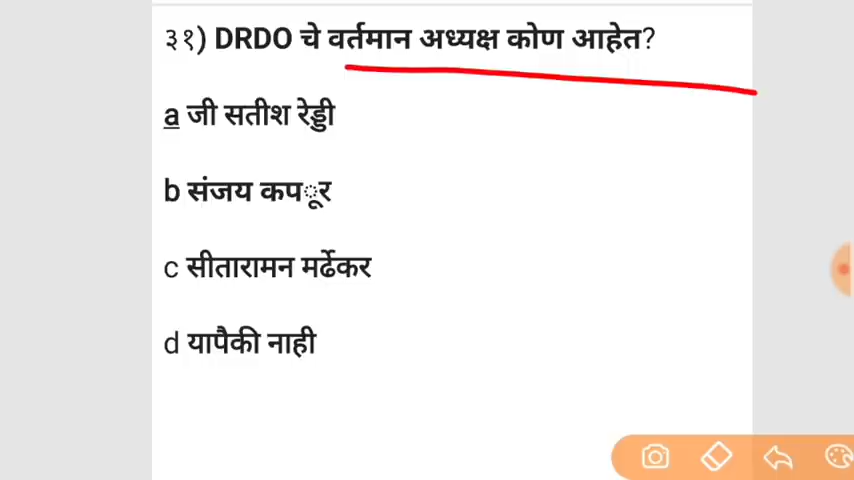 ३१) DRDO चे वर्तमान अध्यक्ष कोण आहेत?
a जी सतीश रेड्डी
b संजय कपूर
c सीतारामन मर्ढेकर
d यापैकी नाही